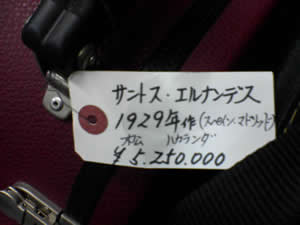 サントス・エルナンデス
1929年作(スペイン.マドリッド)
松 ハカランダ
¥5.250.000